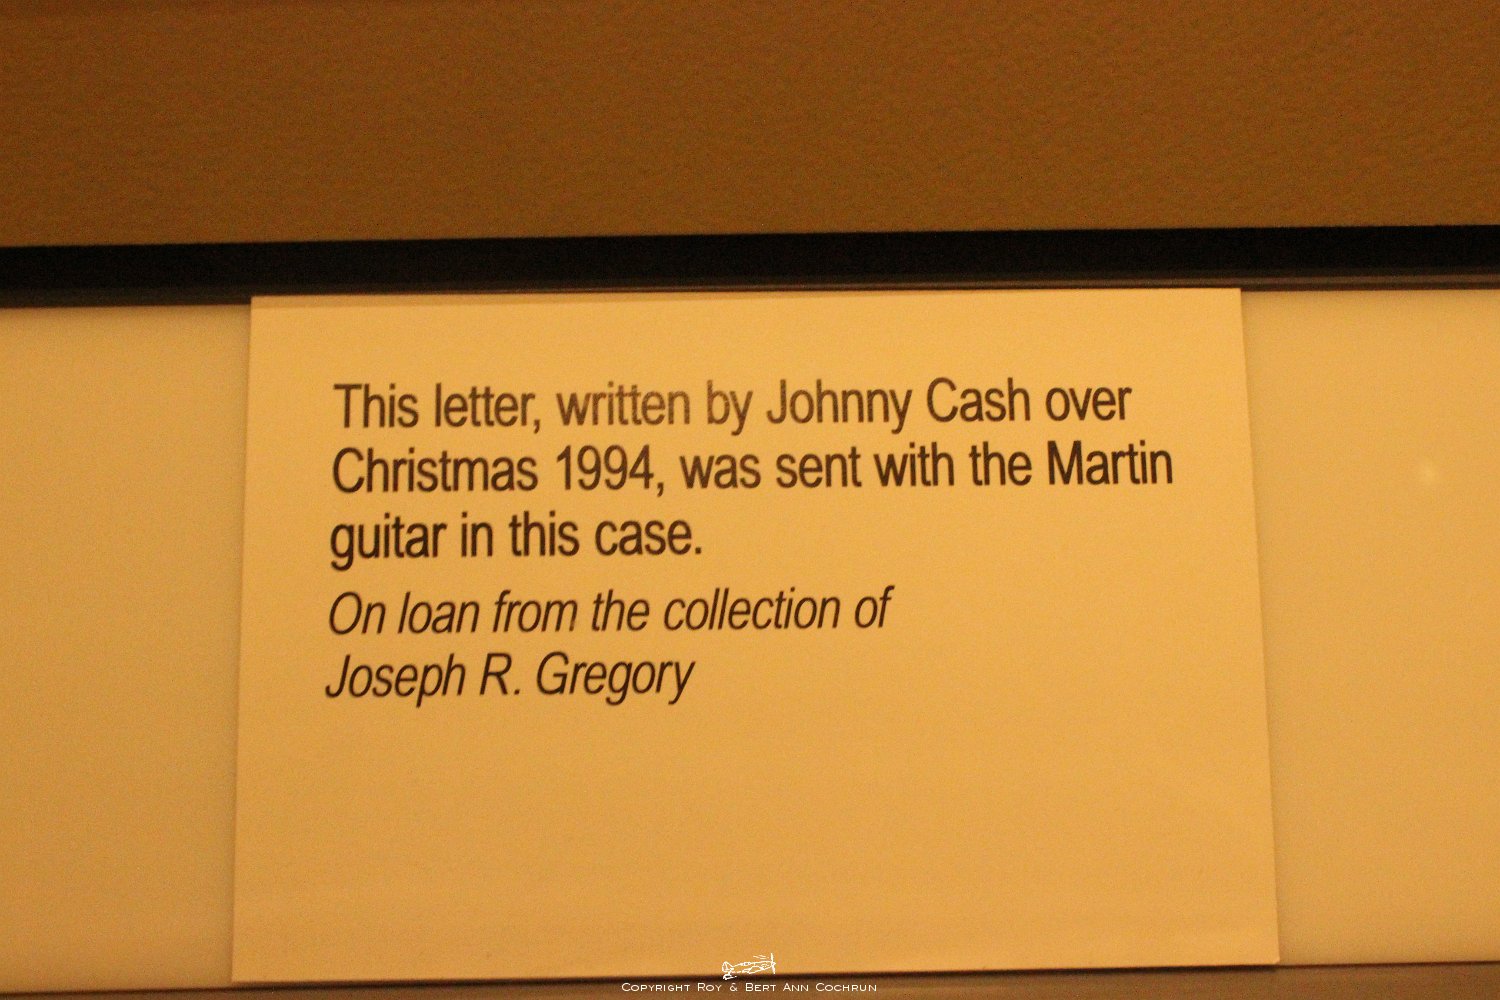 This letter, written by Johnny Cash over
Christmas 1994, was sent with the Martin
guitar in this case.
On loan from the collection of
Joseph R. Gregory
Copyright Roy & Bert Ann Cochrun